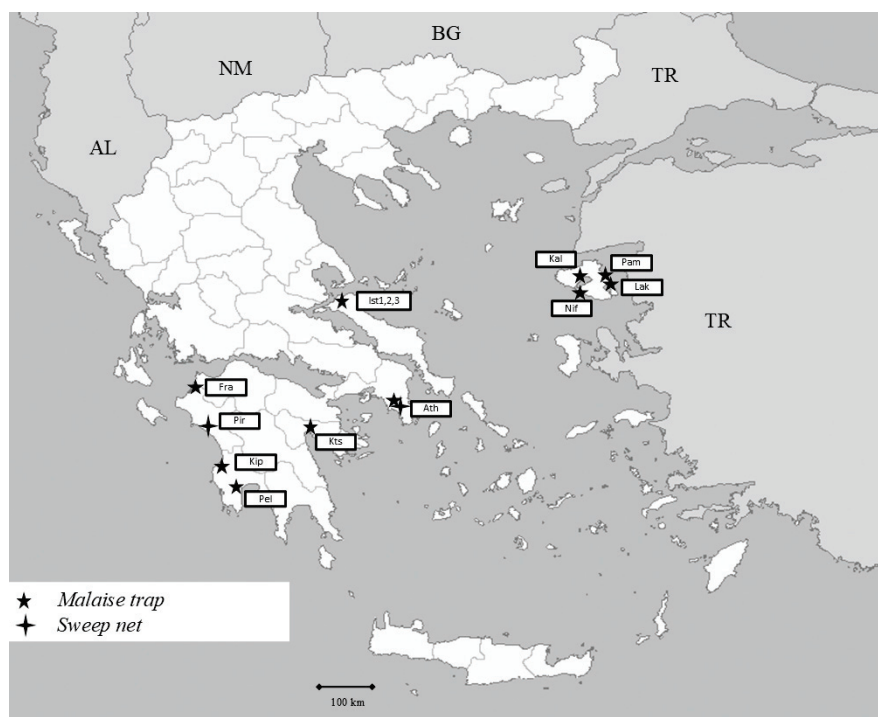 BG
NM
TR
AL
Kal
Pam
Lak
Ist1,2,3
Nif
TR
Fra
Ath
Pir
Kts
Kip
Pel
Malaise trap
Sweep net
100 km